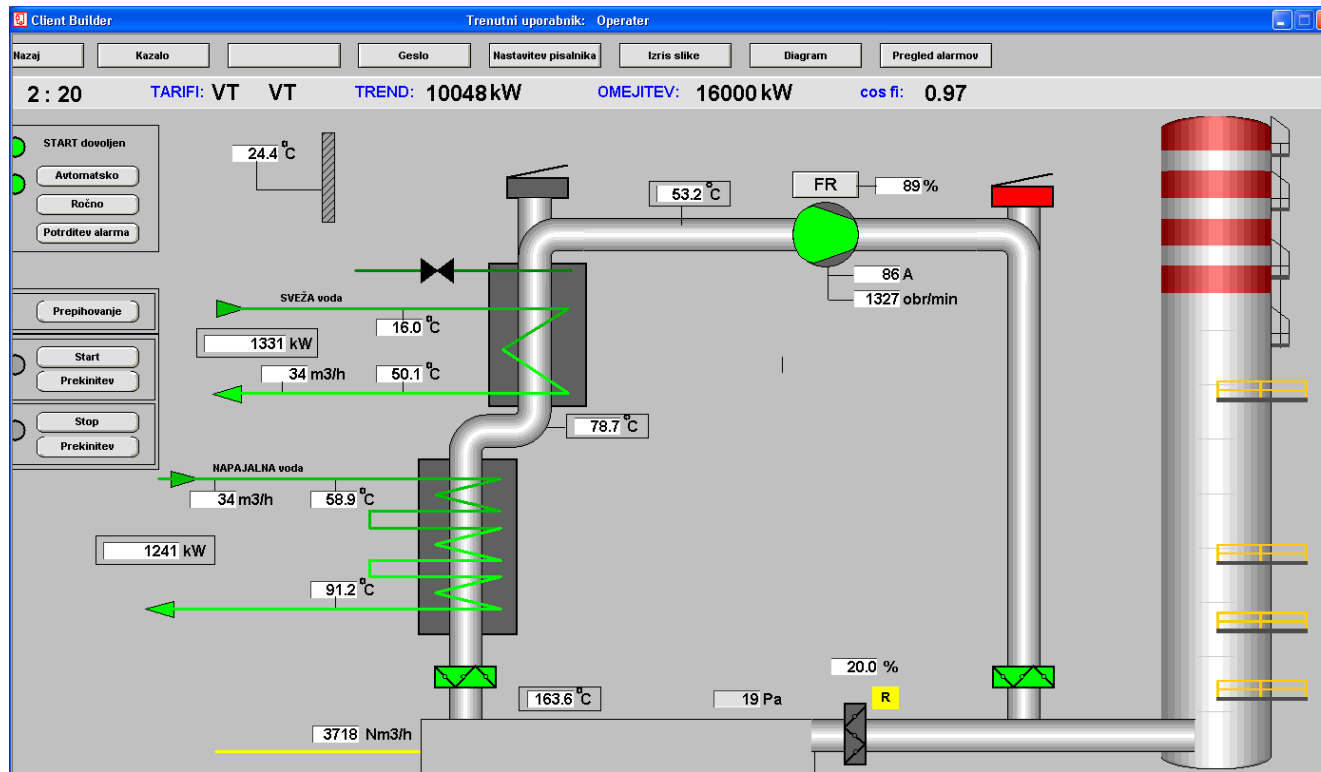 Client Builder Trenutni uporabnik: Operater
Nazaj Kazalo Geslo Nastavitev pisalnika Izris slike Diagram Pregled alarmov
2 : 20 TARIFI: VT VT TREND: 10048 kW OMEJITEV: 16000 kW cos fi: 0.97
START dovoljen
Avtomatsko
Ročno
Potrditev alarma
Prepihovanje
Start
Prekinitev
Stop
Prekinitev
24.4 °C
53.2 °C
FR 89 %
86 A
1327 obr/min
SVEŽA voda
16.0 °C
1331 kW
34 m3/h 50.1 °C
78.7 °C
NAPAJALNA voda
34 m3/h 58.9 °C
1241 kW
91.2 °C
20.0 %
163.6 °C 19 Pa R
3718 Nm3/h